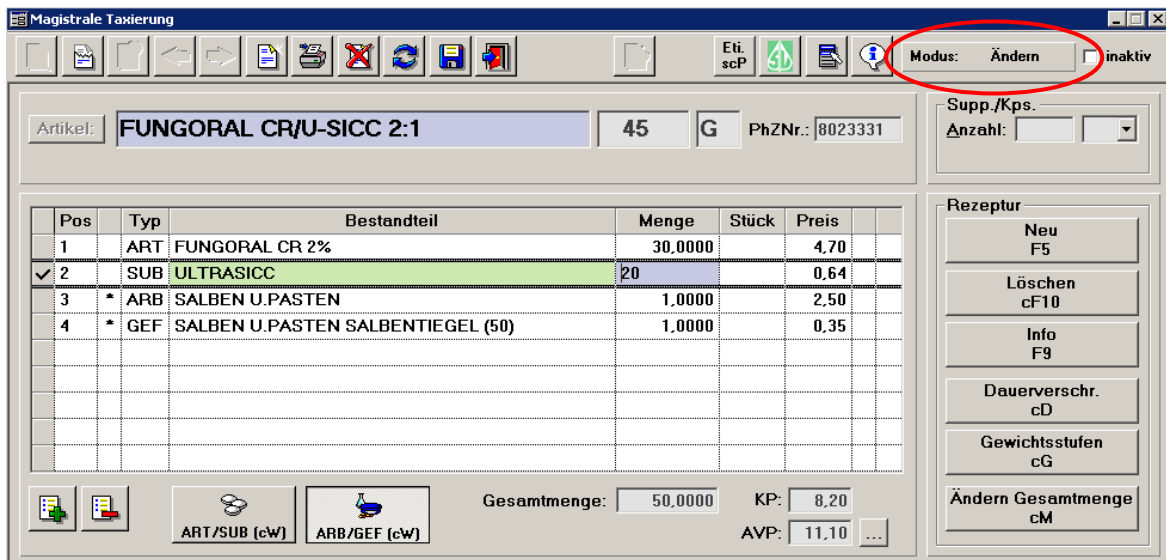 Magistrale Taxierung
Eti.
scP
Modus: Ändern
inaktiv
Artikel: FUNGORAL CR/U-SICC 2:1 45 G PhZNr.: 8023331
Supp./Kps.
Anzahl:
Pos Typ Bestandteil Menge Stück Preis
1 ART FUNGORAL CR 2% 30,0000 4,70
2 SUB ULTRASICC 20 0,64
3 * ARB SALBEN U.PASTEN 1,0000 2,50
4 * GEF SALBEN U.PASTEN SALBENTIEGEL (50) 1,0000 0,35
Rezeptur
Neu
F5
Löschen
cF10
Info
F9
Dauerverschr.
cD
Gewichtsstufen
cG
Ändern Gesamtmenge
cM
ART/SUB (cW)
ARB/GEF (cW)
Gesamtmenge: 50,0000 KP: 8,20
AVP: 11,10 ...